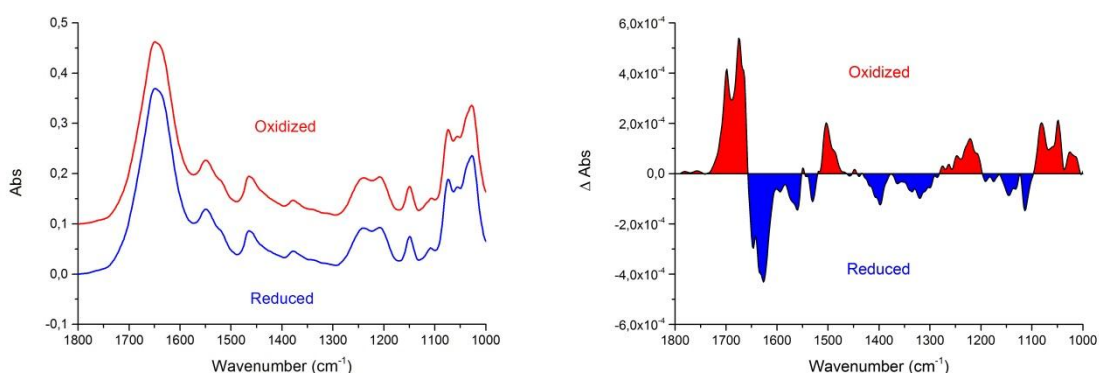 0,5
0,4
0,3
0,2
0,1
0,0
-0,1
Abs
Oxidized
Reduced
1800 1700 1600 1500 1400 1300 1200 1100 1000
Wavenumber (cm⁻¹)
6,0x10⁻⁴
4,0x10⁻⁴
2,0x10⁻⁴
0,0
-2,0x10⁻⁴
-4,0x10⁻⁴
-6,0x10⁻⁴
Δ Abs
Oxidized
Reduced
1800 1700 1600 1500 1400 1300 1200 1100 1000
Wavenumber (cm⁻¹)